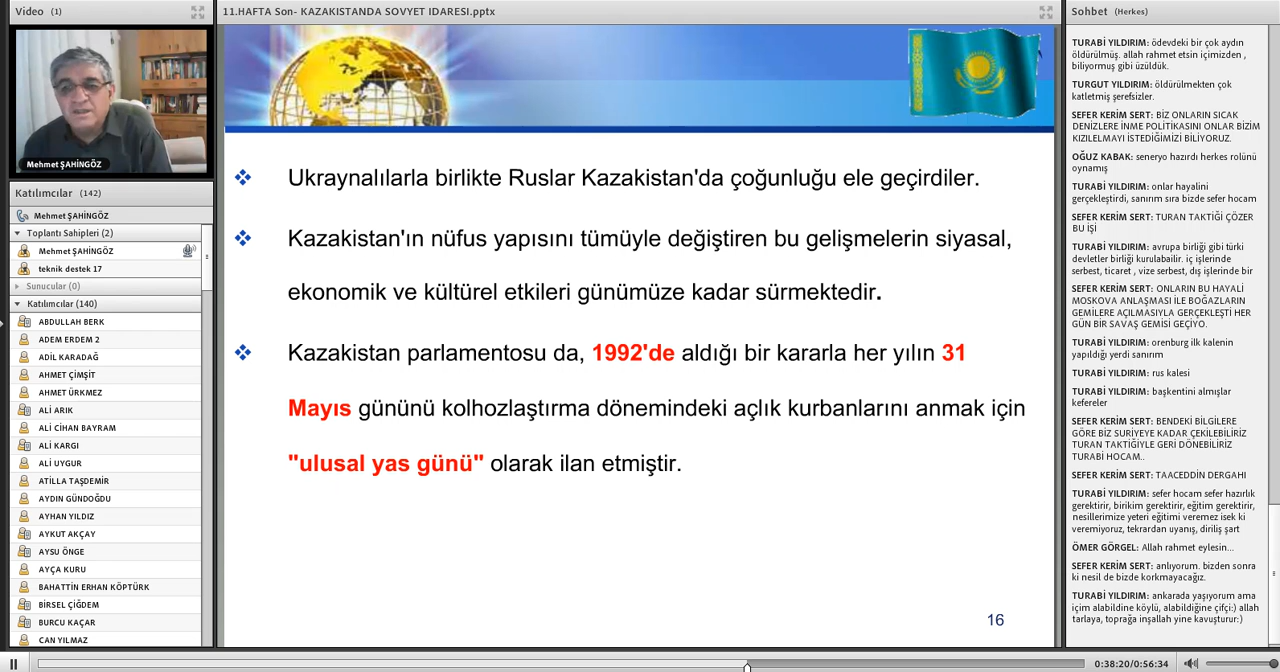 Video (1)
Mehmet ŞAHİNGÖZ
Katılımcılar (142)
Mehmet ŞAHİNGÖZ
Toplantı Sahipleri (2)
Mehmet ŞAHİNGÖZ
teknik destek 17
Sunucular (0)
Katılımcılar (140)
ABDULLAH BERK
ADEM ERDEM 2
ADİL KARADAĞ
AHMET ÇİMŞİT
AHMET ÜRKMEZ
ALİ ARIK
ALİ CİHAN BAYRAM
ALİ KARGI
ALİ UYGUR
ATİLLA TAŞDEMİR
AYDIN GÜNDOĞDU
AYHAN YILDIZ
AYKUT AKÇAY
AYSU ÖNGE
AYÇA KURU
BAHATTİN ERHAN KÖPTÜRK
BİRSEL ÇİĞDEM
BURCU KAÇAR
CAN YILMAZ
11.HAFTA Son- KAZAKISTANDA SOVYET IDARESI.pptx
Ukraynalılarla birlikte Ruslar Kazakistan'da çoğunluğu ele geçirdiler.
Kazakistan'ın nüfus yapısını tümüyle değiştiren bu gelişmelerin siyasal,
ekonomik ve kültürel etkileri günümüze kadar sürmektedir.
Kazakistan parlamentosu da, 1992'de aldığı bir kararla her yılın 31
Mayıs gününü kolhozlaştırma dönemindeki açlık kurbanlarını anmak için
"ulusal yas günü" olarak ilan etmiştir.
16
Sohbet (Herkes)
TURABİ YILDIRIM: ödevdeki bir çok aydın
öldürülmüş. allah rahmet etsin içimizden ,
biliyormuş gibi üzüldük.
TURGUT YILDIRIM: öldürülmekten çok
katletmiş şerefsizler.
SEFER KERİM SERT: BİZ ONLARIN SICAK
DENİZLERE İNME POLİTİKASINI ONLAR BİZİM
KIZILELMAYI İSTEDİĞİMİZİ BİLİYORUZ.
OĞUZ KABAK: seneryo hazırdı herkes rolünü
oynamış
TURABİ YILDIRIM: onlar hayalini
gerçekleştirdi, sanırım sıra bizde sefer hocam
SEFER KERİM SERT: TURAN TAKTİĞİ ÇÖZER
BU İŞİ
TURABİ YILDIRIM: avrupa birliği gibi türki
devletler birliği kurulabailir. iç işlerinde
serbest, ticaret , vize serbest, dış işlerinde bir
SEFER KERİM SERT: ONLARIN BU HAYALİ
MOSKOVA ANLAŞMASI İLE BOĞAZLARIN
GEMİLERE AÇILMASIYLA GERÇEKLEŞTİ HER
GÜN BİR SAVAŞ GEMİSİ GEÇİYO.
TURABİ YILDIRIM: orenburg ilk kalenin
yapıldığı yerdi sanırım
TURABİ YILDIRIM: rus kalesi
TURABİ YILDIRIM: başkentini almışlar
kefereler
SEFER KERİM SERT: BENDEKİ BİLGİLERE
GÖRE BİZ SURİYEYE KADAR ÇEKİLEBİLİRİZ
TURAN TAKTİĞİYLE GERİ DÖNEBİLİRİZ
TURABİ HOCAM..
SEFER KERİM SERT: TAACEDDİN DERGAHI
TURABİ YILDIRIM: sefer hocam sefer hazırlık
gerektirir, birikim gerektirir, eğitim gerektirir,
nesillerimize yeteri eğitimi veremez isek ki
veremiyoruz, tekrardan uyanış, diriliş şart
ÖMER GÖRGEL: Allah rahmet eylesin...
SEFER KERİM SERT: anlıyorum. bizden sonra
ki nesil de bizde korkmayacağız.
TURABİ YILDIRIM: ankarada yaşıyorum ama
içim alabildine köylü, alabildiğine çifçi:) allah
tarlaya, toprağa inşallah yine kavuşturur:)
0:38:20/0:56:34